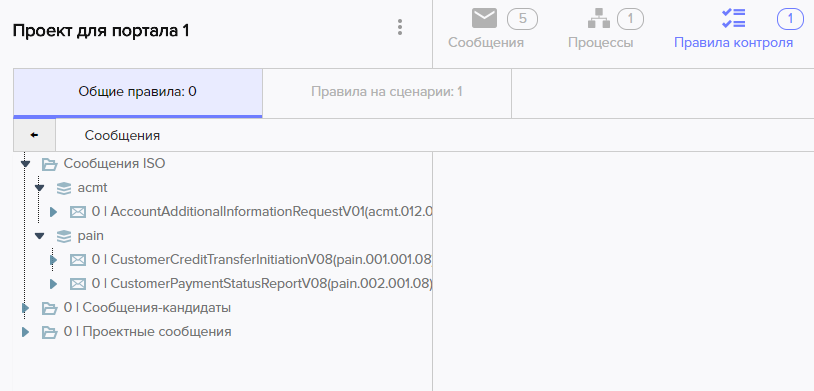 Проект для портала 1
5
1
1
Сообщения
Процессы
Правила контроля
Общие правила: 0
Правила на сценарии: 1
Сообщения
Сообщения ISO
acmt
0 | AccountAdditionalInformationRequestV01(acmt.012.0
pain
0 | CustomerCreditTransferInitiationV08(pain.001.001.08)
0 | CustomerPaymentStatusReportV08(pain.002.001.08)
0 | Сообщения-кандидаты
0 | Проектные сообщения